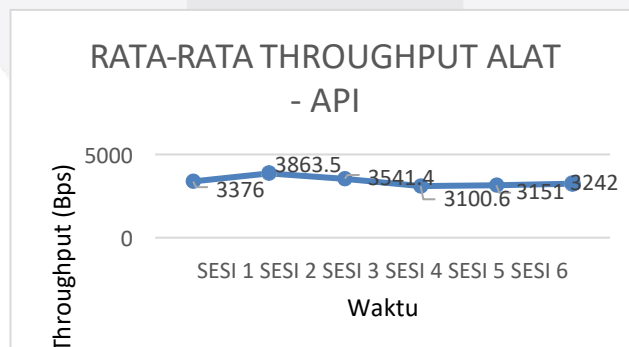 RATA-RATA THROUGHPUT ALAT
- API
Throughput (Bps)
5000
0
3376
3863.5
3541.4
3100.6
3151
3242
SESI 1 SESI 2 SESI 3 SESI 4 SESI 5 SESI 6
Waktu